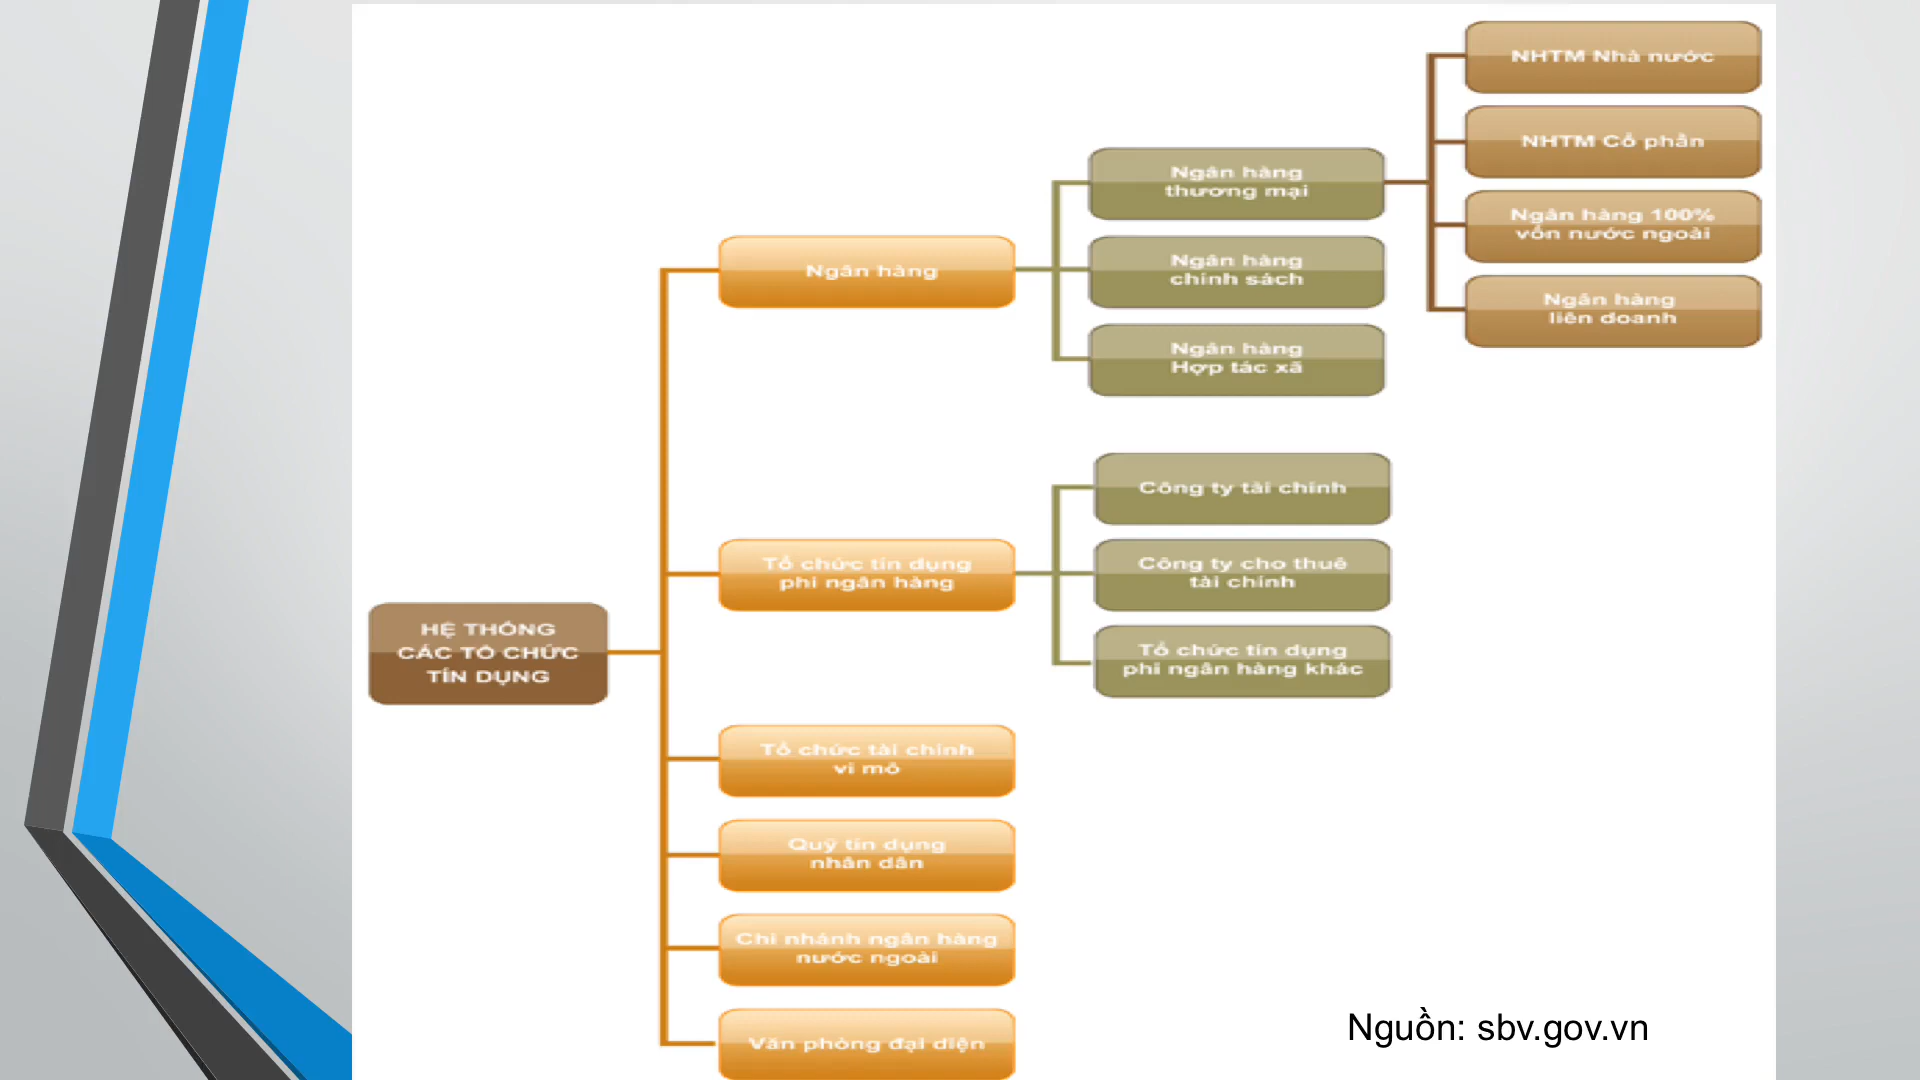 NHTM Nhà nước
NHTM Cổ phần
Ngân hàng 100%
vốn nước ngoài
Ngân hàng
liên doanh
Ngân hàng
thương mại
Ngân hàng
chính sách
Ngân hàng
Hợp tác xã
Ngân hàng
Công ty tài chính
Công ty cho thuê
tài chính
Tổ chức tín dụng
phi ngân hàng khác
Tổ chức tín dụng
phi ngân hàng
HỆ THỐNG
CÁC TỔ CHỨC
TÍN DỤNG
Tổ chức tài chính
vi mô
Quỹ tín dụng
nhân dân
Chi nhánh ngân hàng
nước ngoài
Văn phòng đại diện
Nguồn: sbv.gov.vn